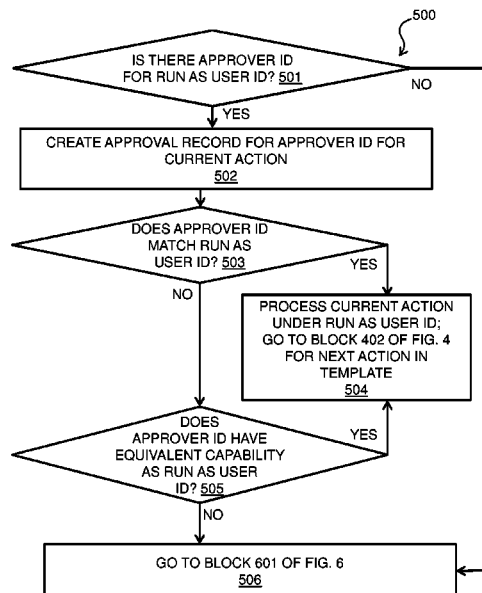 500
IS THERE APPROVER ID
FOR RUN AS USER ID? 501
NO
YES
CREATE APPROVAL RECORD FOR APPROVER ID FOR
CURRENT ACTION
502
DOES APPROVER ID
MATCH RUN AS
USER ID? 503
YES
NO
PROCESS CURRENT ACTION
UNDER RUN AS USER ID;
GO TO BLOCK 402 OF FIG. 4
FOR NEXT ACTION IN
TEMPLATE
504
DOES
APPROVER ID HAVE
EQUIVALENT CAPABILITY
AS RUN AS USER
ID? 505
YES
NO
GO TO BLOCK 601 OF FIG. 6
506